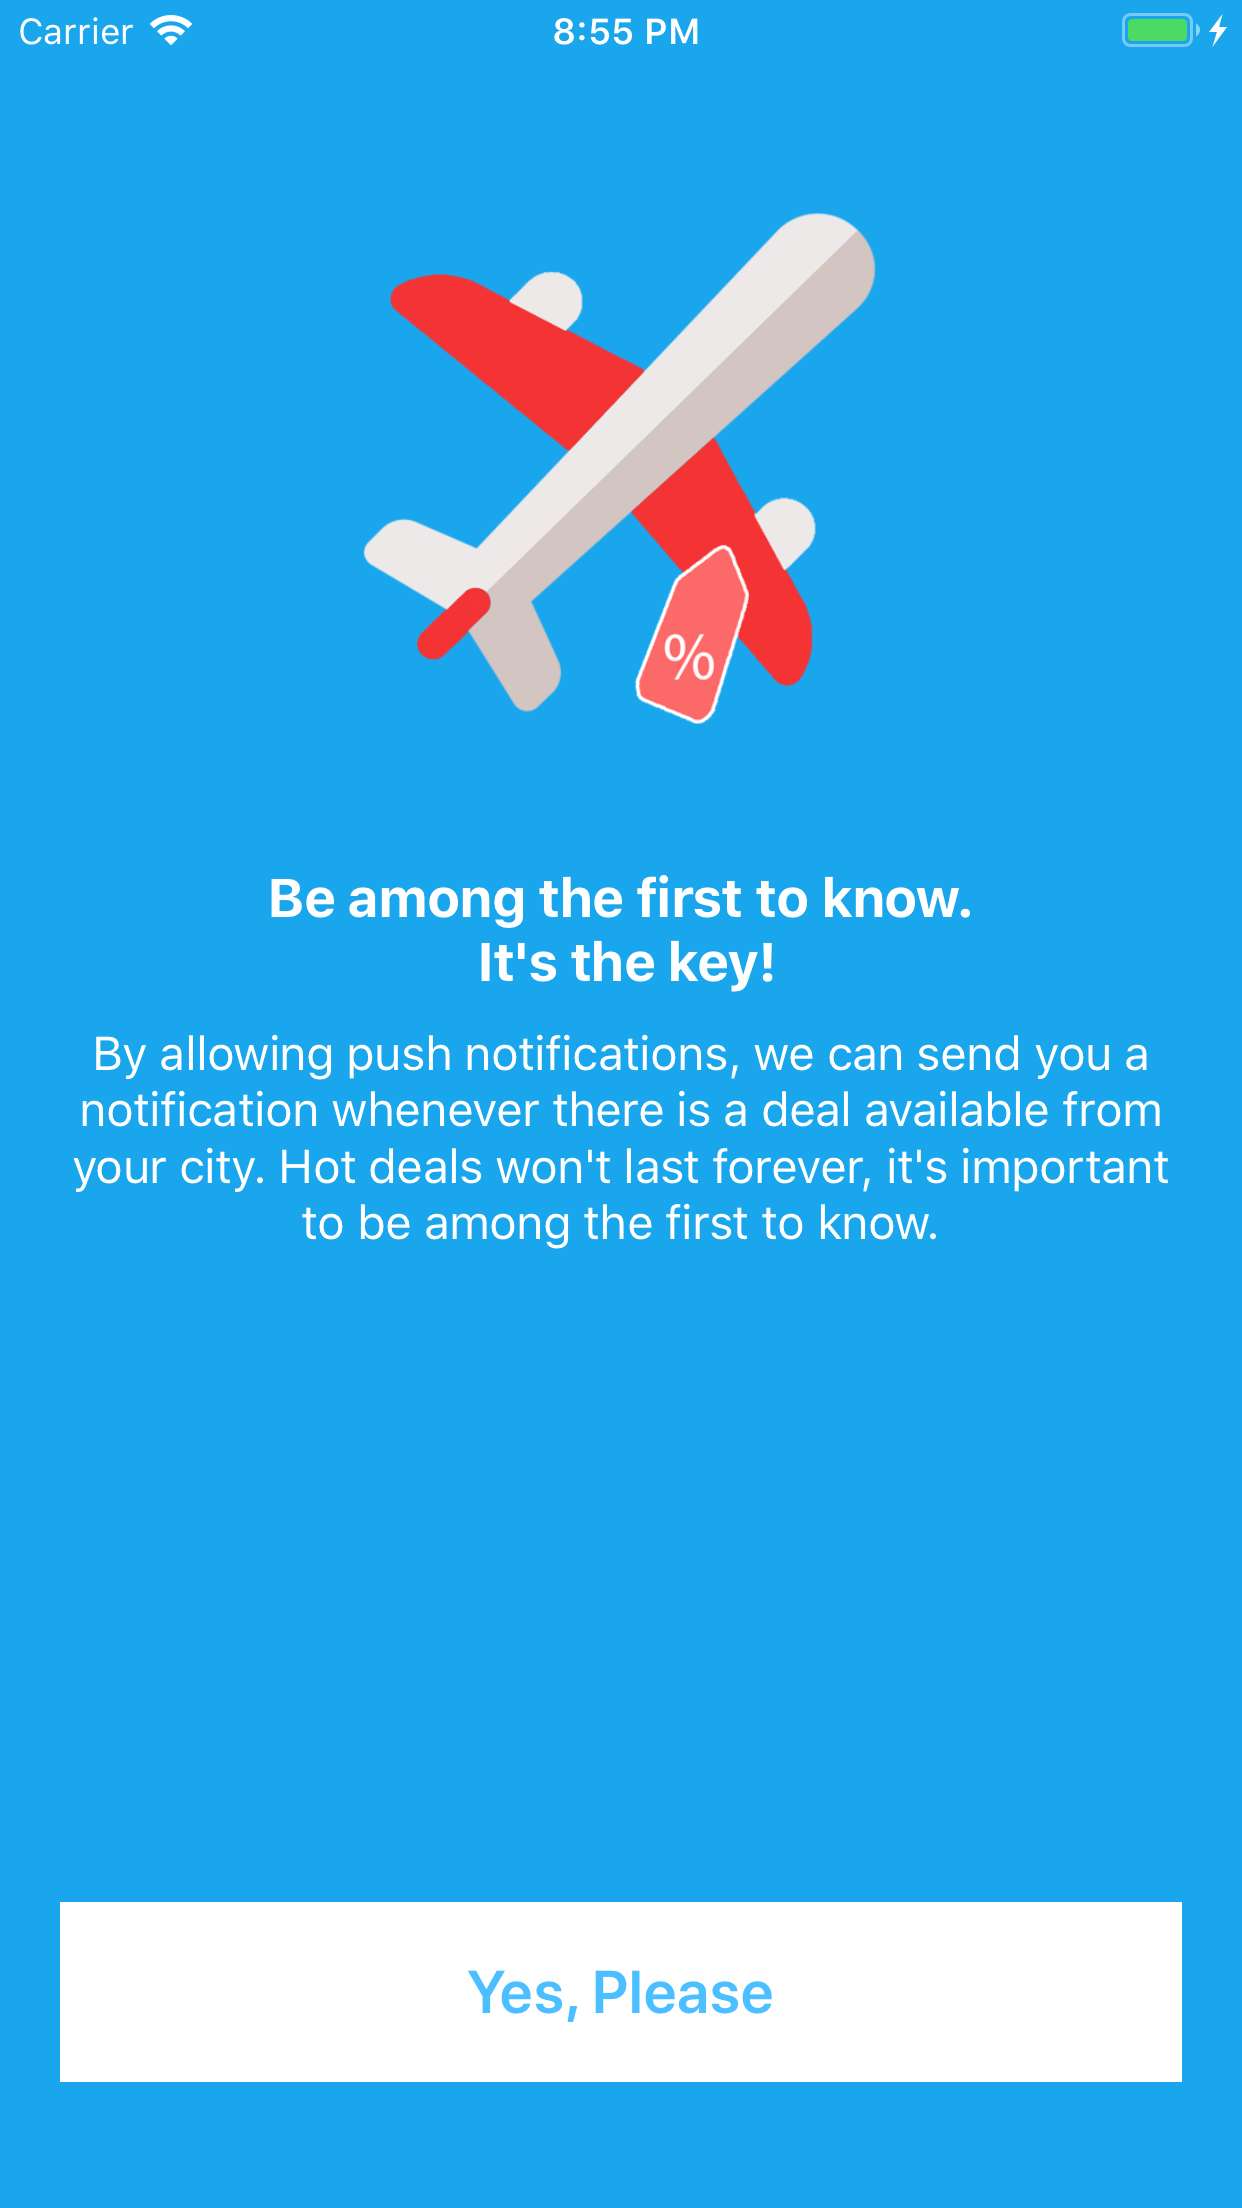 Carrier
8:55 PM
%
Be among the first to know.
It's the key!
By allowing push notifications, we can send you a
notification whenever there is a deal available from
your city. Hot deals won't last forever, it's important
to be among the first to know.
Yes, Please